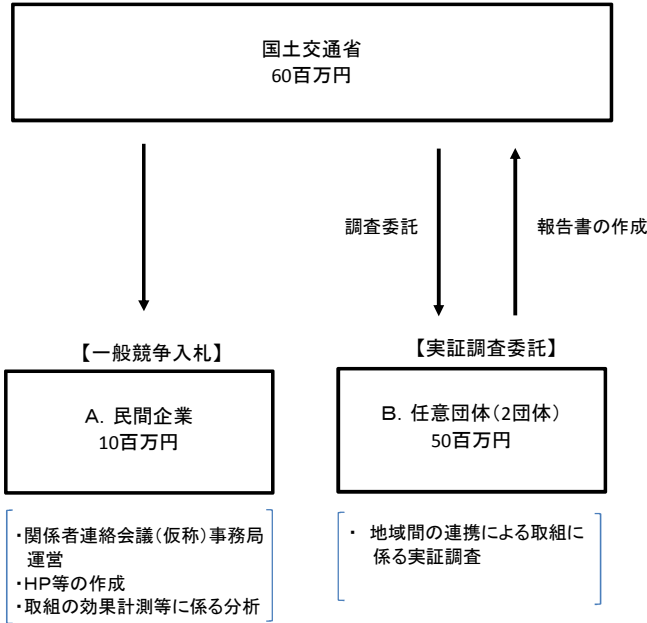 国土交通省
60百万円
調査委託
報告書の作成
【一般競争入札】
【実証調査委託】
A. 民間企業
10百万円
B. 任意団体(2団体)
50百万円
・関係者連絡会議(仮称)事務局
運営
・HP等の作成
・取組の効果計測等に係る分析
・ 地域間の連携による取組に
係る実証調査